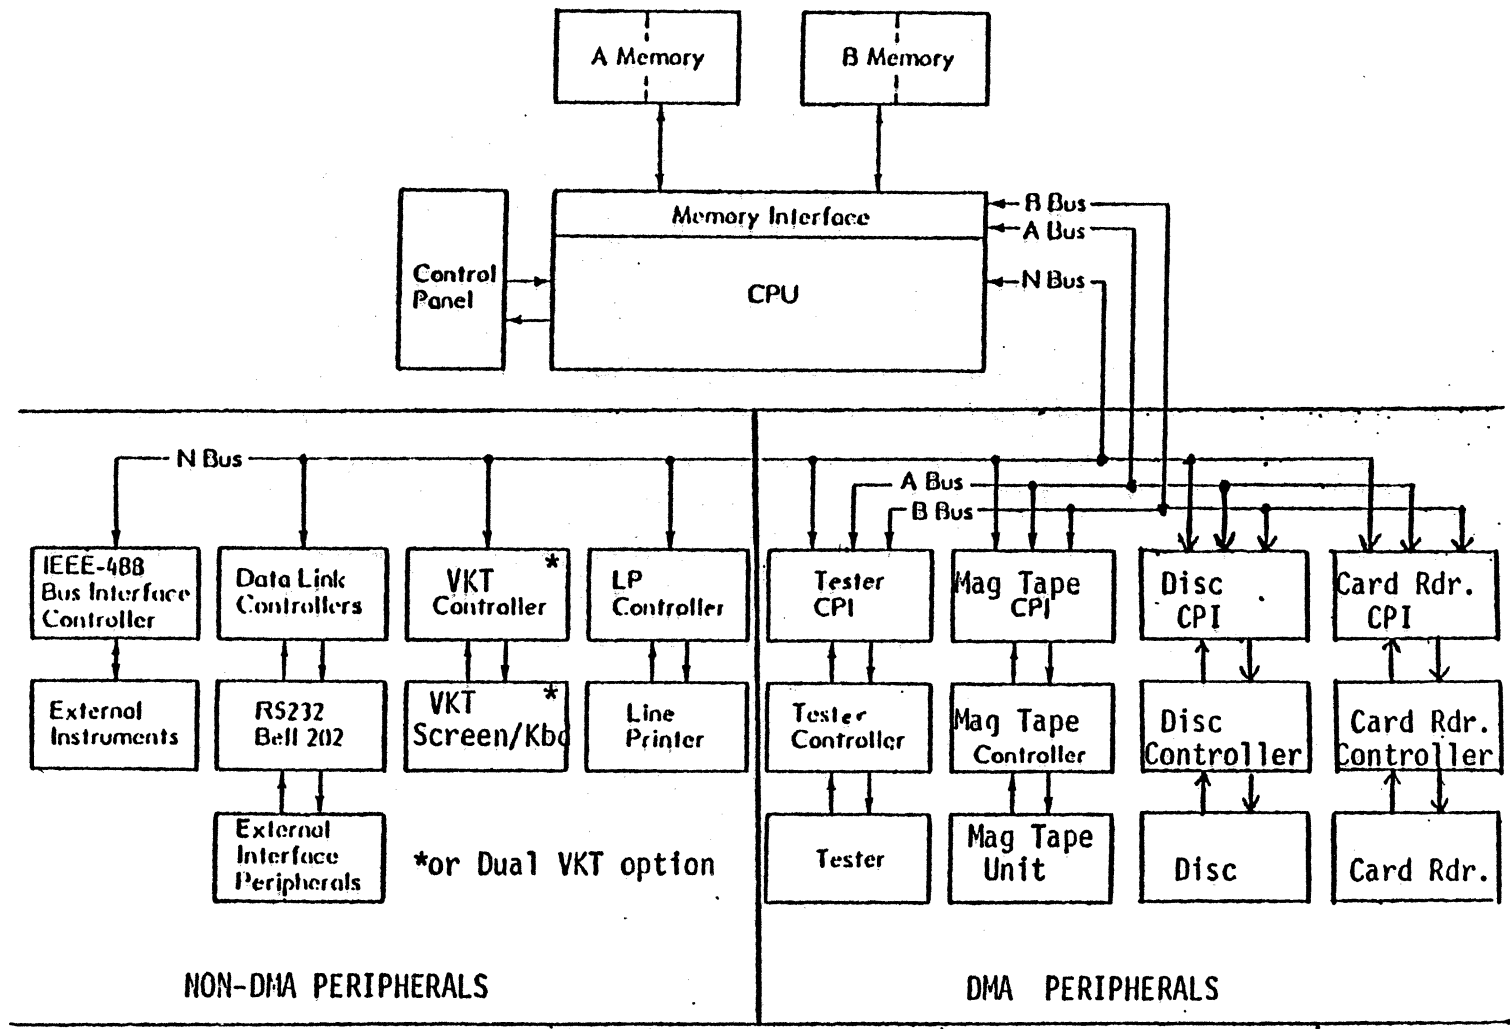 A Memory
B Memory
Memory Interface
B Bus
A Bus
Control
Panel
CPU
N Bus
N Bus
A Bus
B Bus
IEEE-488
Bus Interface
Controller
Data Link
Controllers
VKT *
Controller
LP
Controller
Tester
CPI
Mag Tape
CPI
Disc
CPI
Card Rdr.
CPI
External
Instruments
RS232
Bell 202
VKT *
Screen/Kbd
Line
Printer
Tester
Controller
Mag Tape
Controller
Disc
Controller
Card Rdr.
Controller
External
Interface
Peripherals
*or Dual VKT option
Tester
Mag Tape
Unit
Disc
Card Rdr.
NON-DMA PERIPHERALS
DMA PERIPHERALS